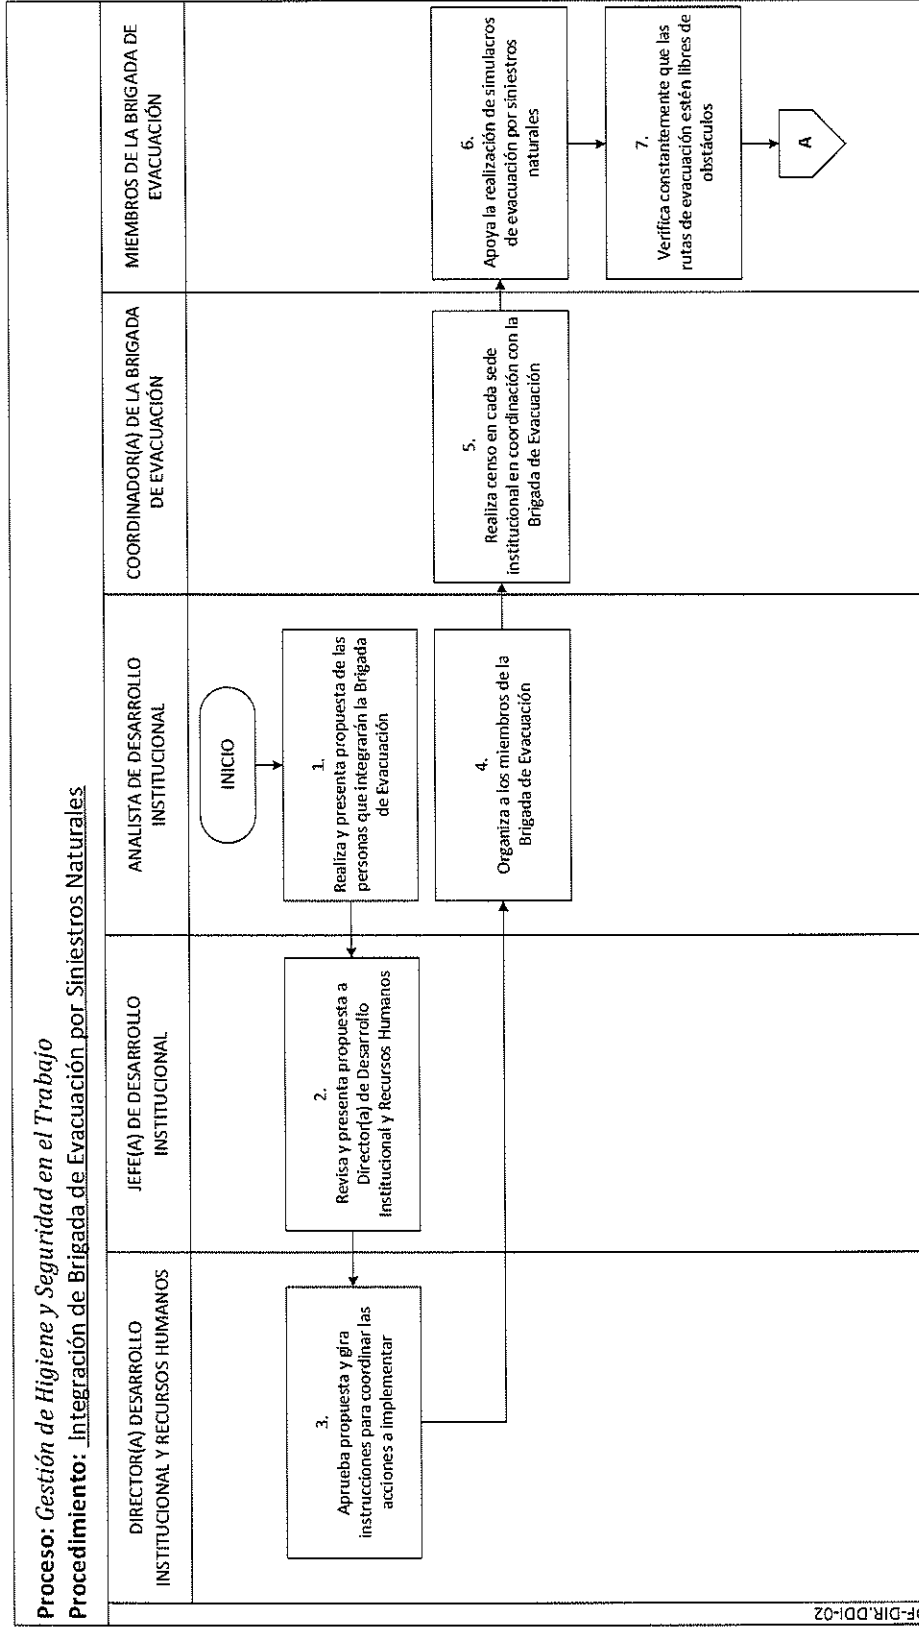 Proceso: Gestión de Higiene y Seguridad en el Trabajo
Procedimiento: Integración de Brigada de Evacuación por Siniestros Naturales
DIRECTOR(A) DESARROLLO
INSTITUCIONAL Y RECURSOS HUMANOS
JEFE(A) DE DESARROLLO
INSTITUCIONAL
ANALISTA DE DESARROLLO
INSTITUCIONAL
COORDINADOR(A) DE LA BRIGADA
DE EVACUACIÓN
MIEMBROS DE LA BRIGADA DE
EVACUACIÓN
INICIO
1.
Realiza y presenta propuesta de las
personas que integrarán la Brigada
de Evacuación
2.
Revisa y presenta propuesta a
Director(a) de Desarrollo
Institucional y Recursos Humanos
3.
Aprueba propuesta y gira
instrucciones para coordinar las
acciones a implementar
4.
Organiza a los miembros de la
Brigada de Evacuación
5.
Realiza censo en cada sede
institucional en coordinación con la
Brigada de Evacuación
6.
Apoya la realización de simulacros
de evacuación por siniestros
naturales
7.
Verifica constantemente que las
rutas de evacuación estén libres de
obstáculos
A
F-DIR.DDI-02